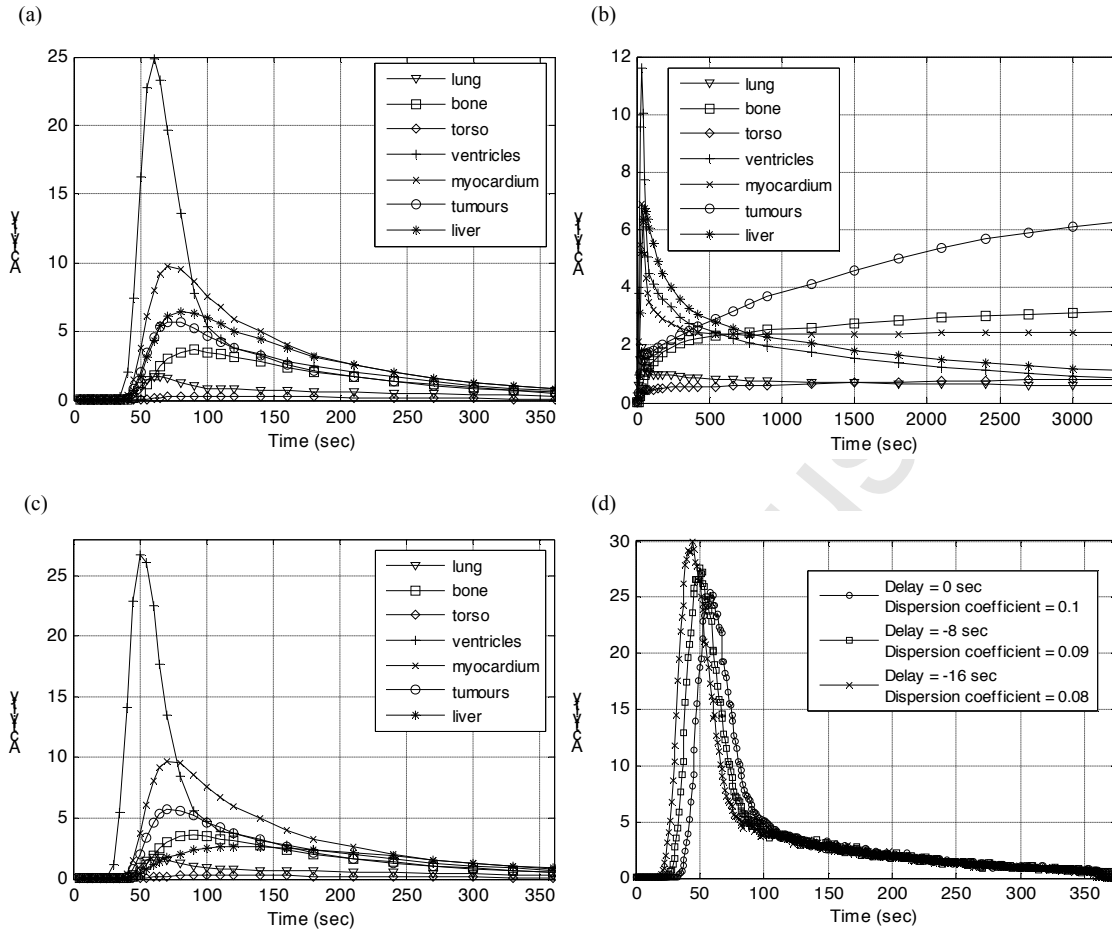 (a)
(b)
25
20
15
10
5
0
Activity
0 50 100 150 200 250 300 350
Time (sec)
lung
bone
torso
ventricles
myocardium
tumours
liver
12
10
8
6
4
2
0
Activity
0 500 1000 1500 2000 2500 3000
Time (sec)
lung
bone
torso
ventricles
myocardium
tumours
liver
(c)
(d)
25
20
15
10
5
0
Activity
0 50 100 150 200 250 300 350
Time (sec)
lung
bone
torso
ventricles
myocardium
tumours
liver
30
25
20
15
10
5
0
Activity
0 50 100 150 200 250 300 350
Time (sec)
Delay = 0 sec
Dispersion coefficient = 0.1
Delay = -8 sec
Dispersion coefficient = 0.09
Delay = -16 sec
Dispersion coefficient = 0.08